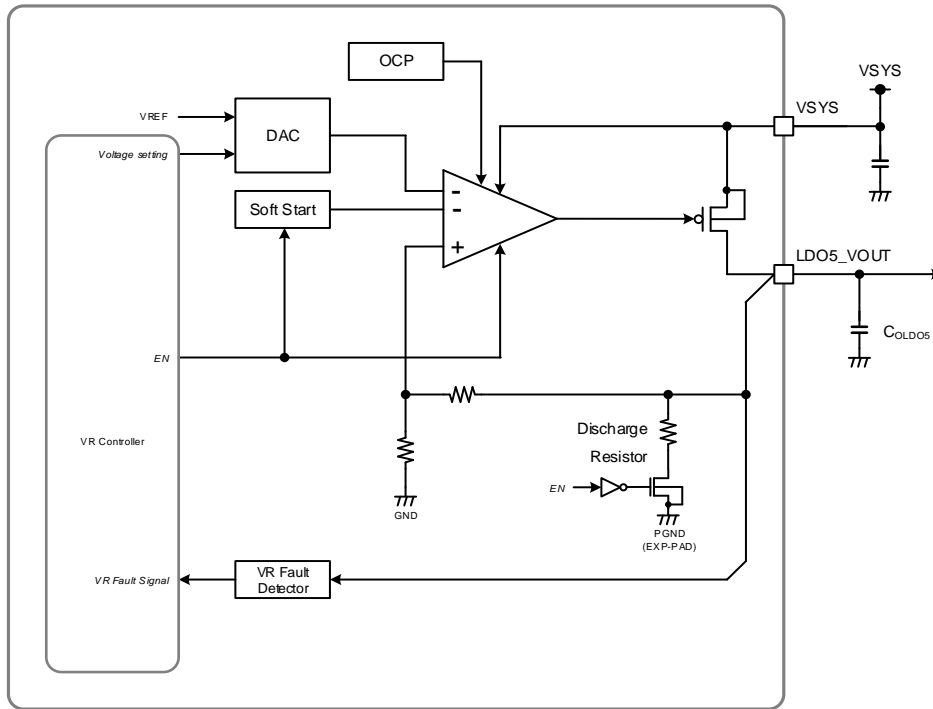 OCP
VSYS
VSYS
VREF
DAC
Voltage setting
-
-
+
Soft Start
LDO5_VOUT
COLDO5
EN
Discharge
Resistor
VR Controller
EN
GND
PGND
(EXP-PAD)
VR Fault Signal
VR Fault
Detector